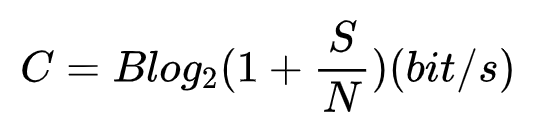 C = Blog₂(1 + S/N)(bit/s)